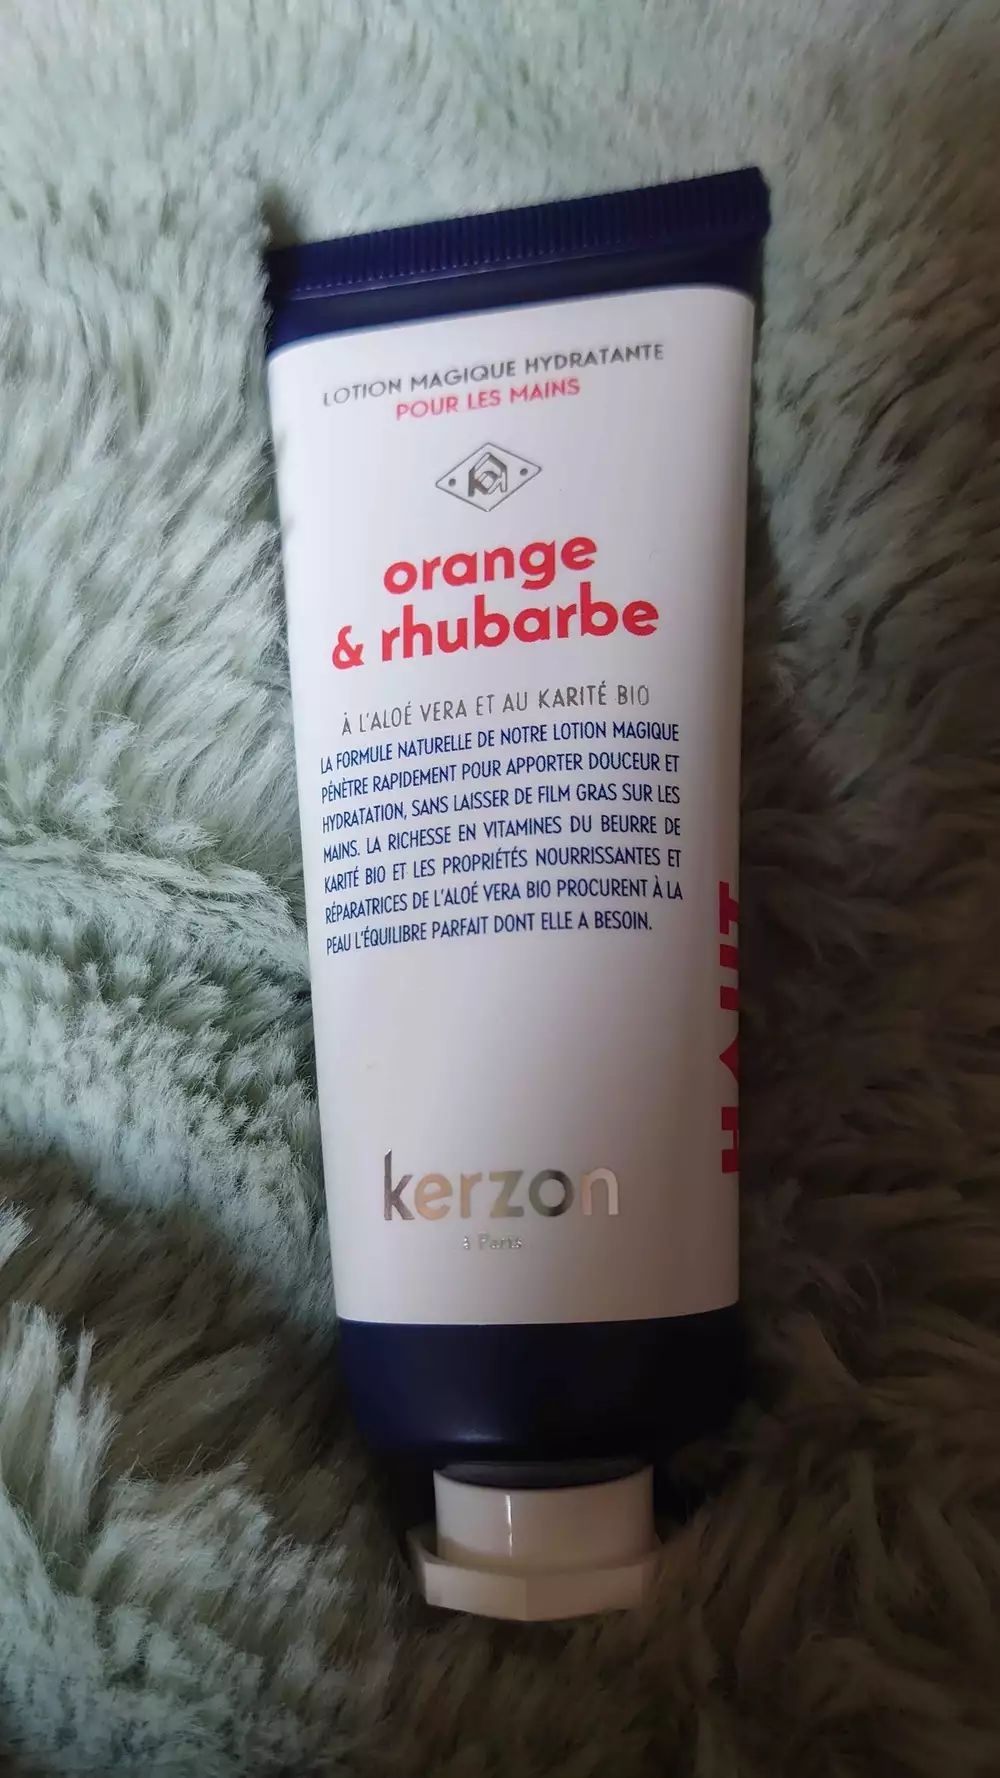 LOTION MAGIQUE HYDRATANTE
POUR LES MAINS
orange
& rhubarbe
À L'ALOÉ VERA ET AU KARITÉ BIO
LA FORMULE NATURELLE DE NOTRE LOTION MAGIQUE
PÉNÈTRE RAPIDEMENT POUR APPORTER DOUCEUR ET
HYDRATATION, SANS LAISSER DE FILM GRAS SUR LES
MAINS. LA RICHESSE EN VITAMINES DU BEURRE DE
KARITÉ BIO ET LES PROPRIÉTÉS NOURRISSANTES ET
RÉPARATRICES DE L'ALOÉ VERA BIO PROCURENT À LA
PEAU L'ÉQUILIBRE PARFAIT DONT ELLE A BESOIN.
HAUT
kerzon
à Paris